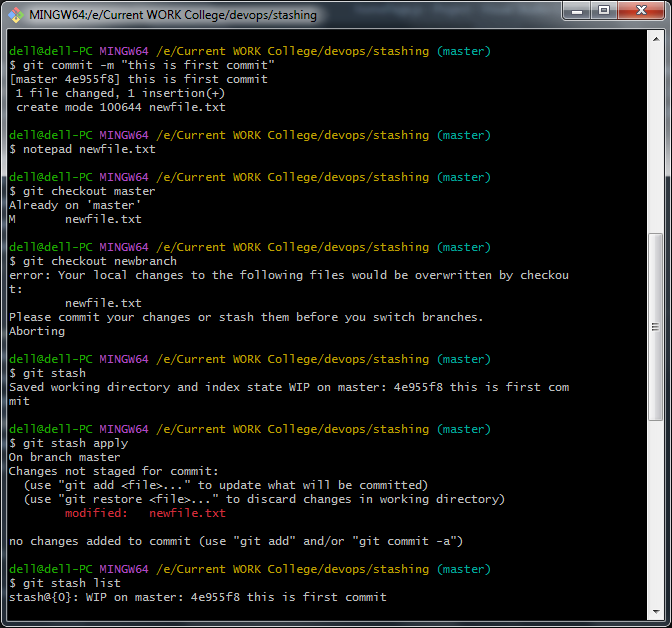 MINGW64:/e/Current WORK College/devops/stashing
dell@dell-PC MINGW64 /e/Current WORK College/devops/stashing (master)
$ git commit -m "this is first commit"
[master 4e955f8] this is first commit
 1 file changed, 1 insertion(+)
 create mode 100644 newfile.txt
dell@dell-PC MINGW64 /e/Current WORK College/devops/stashing (master)
$ notepad newfile.txt
dell@dell-PC MINGW64 /e/Current WORK College/devops/stashing (master)
$ git checkout master
Already on 'master'
M       newfile.txt
dell@dell-PC MINGW64 /e/Current WORK College/devops/stashing (master)
$ git checkout newbranch
error: Your local changes to the following files would be overwritten by checkou
t:
        newfile.txt
Please commit your changes or stash them before you switch branches.
Aborting
dell@dell-PC MINGW64 /e/Current WORK College/devops/stashing (master)
$ git stash
Saved working directory and index state WIP on master: 4e955f8 this is first com
mit
dell@dell-PC MINGW64 /e/Current WORK College/devops/stashing (master)
$ git stash apply
On branch master
Changes not staged for commit:
  (use "git add <file>..." to update what will be committed)
  (use "git restore <file>..." to discard changes in working directory)
        modified:   newfile.txt
no changes added to commit (use "git add" and/or "git commit -a")
dell@dell-PC MINGW64 /e/Current WORK College/devops/stashing (master)
$ git stash list
stash@{0}: WIP on master: 4e955f8 this is first commit